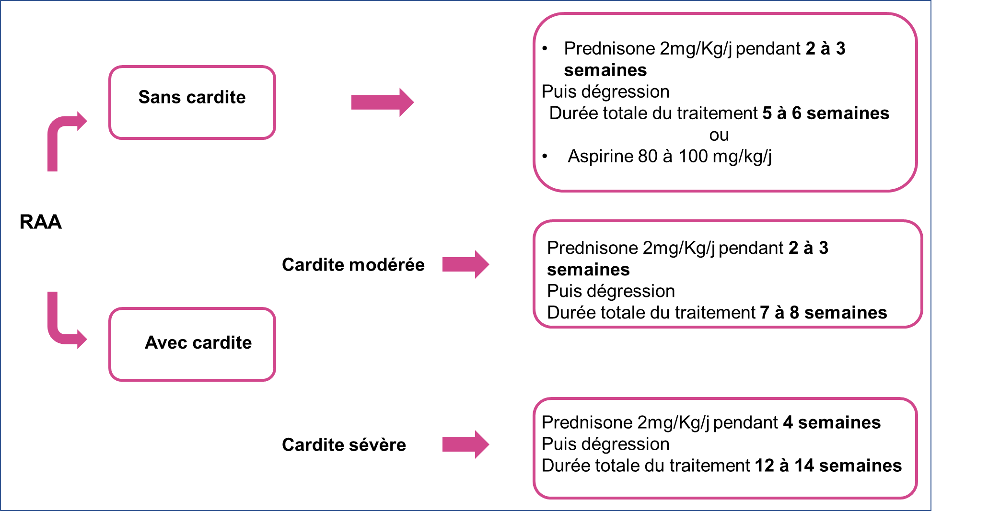 • Prednisone 2mg/Kg/j pendant 2 à 3
semaines
Puis dégression
Durée totale du traitement 5 à 6 semaines
ou
• Aspirine 80 à 100 mg/kg/j
Sans cardite
RAA
Cardite modérée
Prednisone 2mg/Kg/j pendant 2 à 3
semaines
Puis dégression
Durée totale du traitement 7 à 8 semaines
Avec cardite
Cardite sévère
Prednisone 2mg/Kg/j pendant 4 semaines
Puis dégression
Durée totale du traitement 12 à 14 semaines